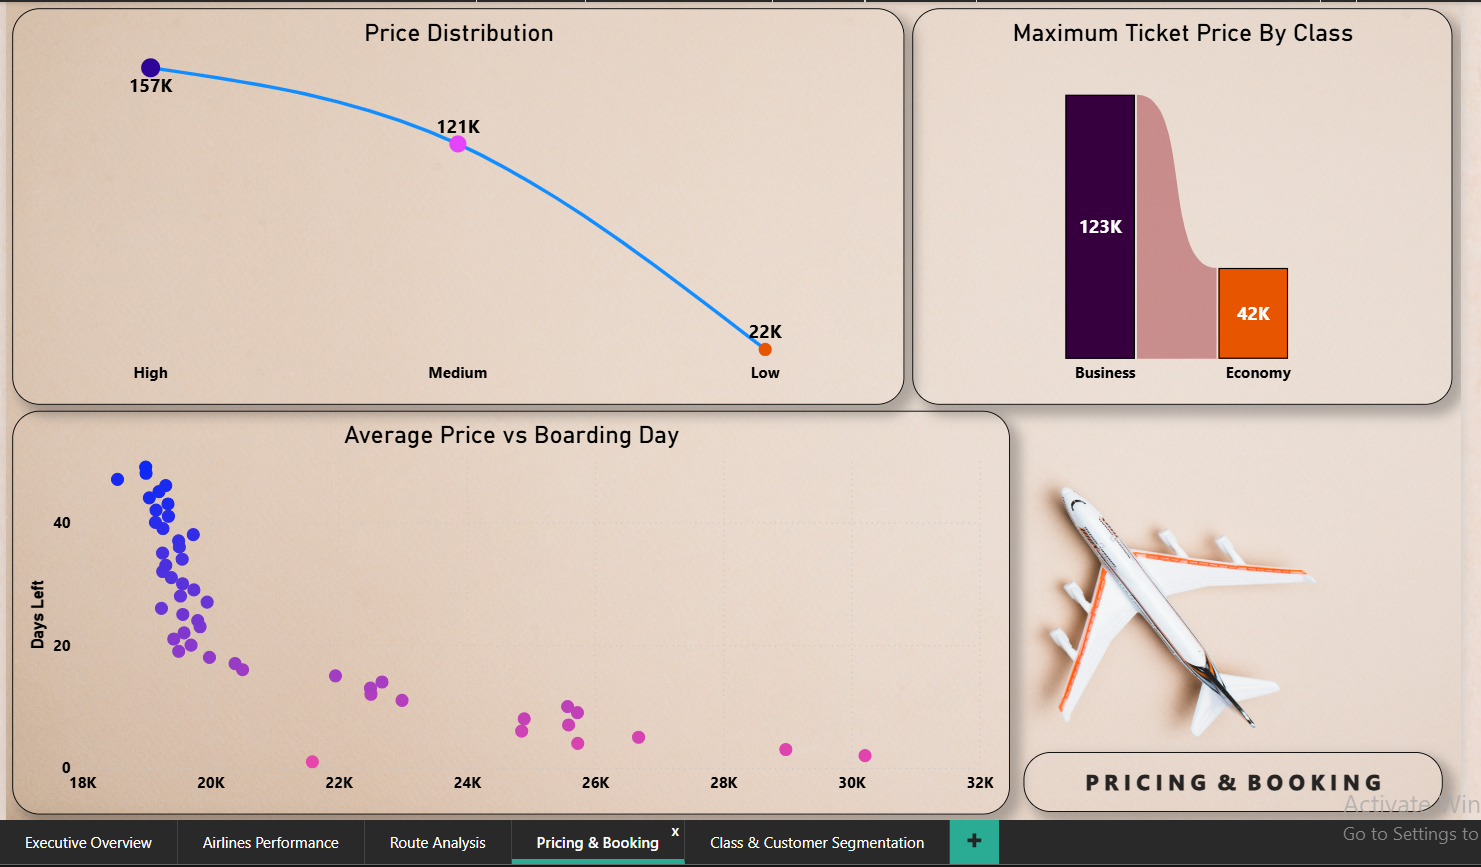 Price Distribution
157K
121K
22K
High
Medium
Low
Maximum Ticket Price By Class
123K
42K
Business
Economy
Average Price vs Boarding Day
Days Left
40
20
0
18K
20K
22K
24K
26K
28K
30K
32K
PRICING & BOOKING
Activate Win
Go to Settings to
Executive Overview
Airlines Performance
Route Analysis
Pricing & Booking
x
Class & Customer Segmentation
+